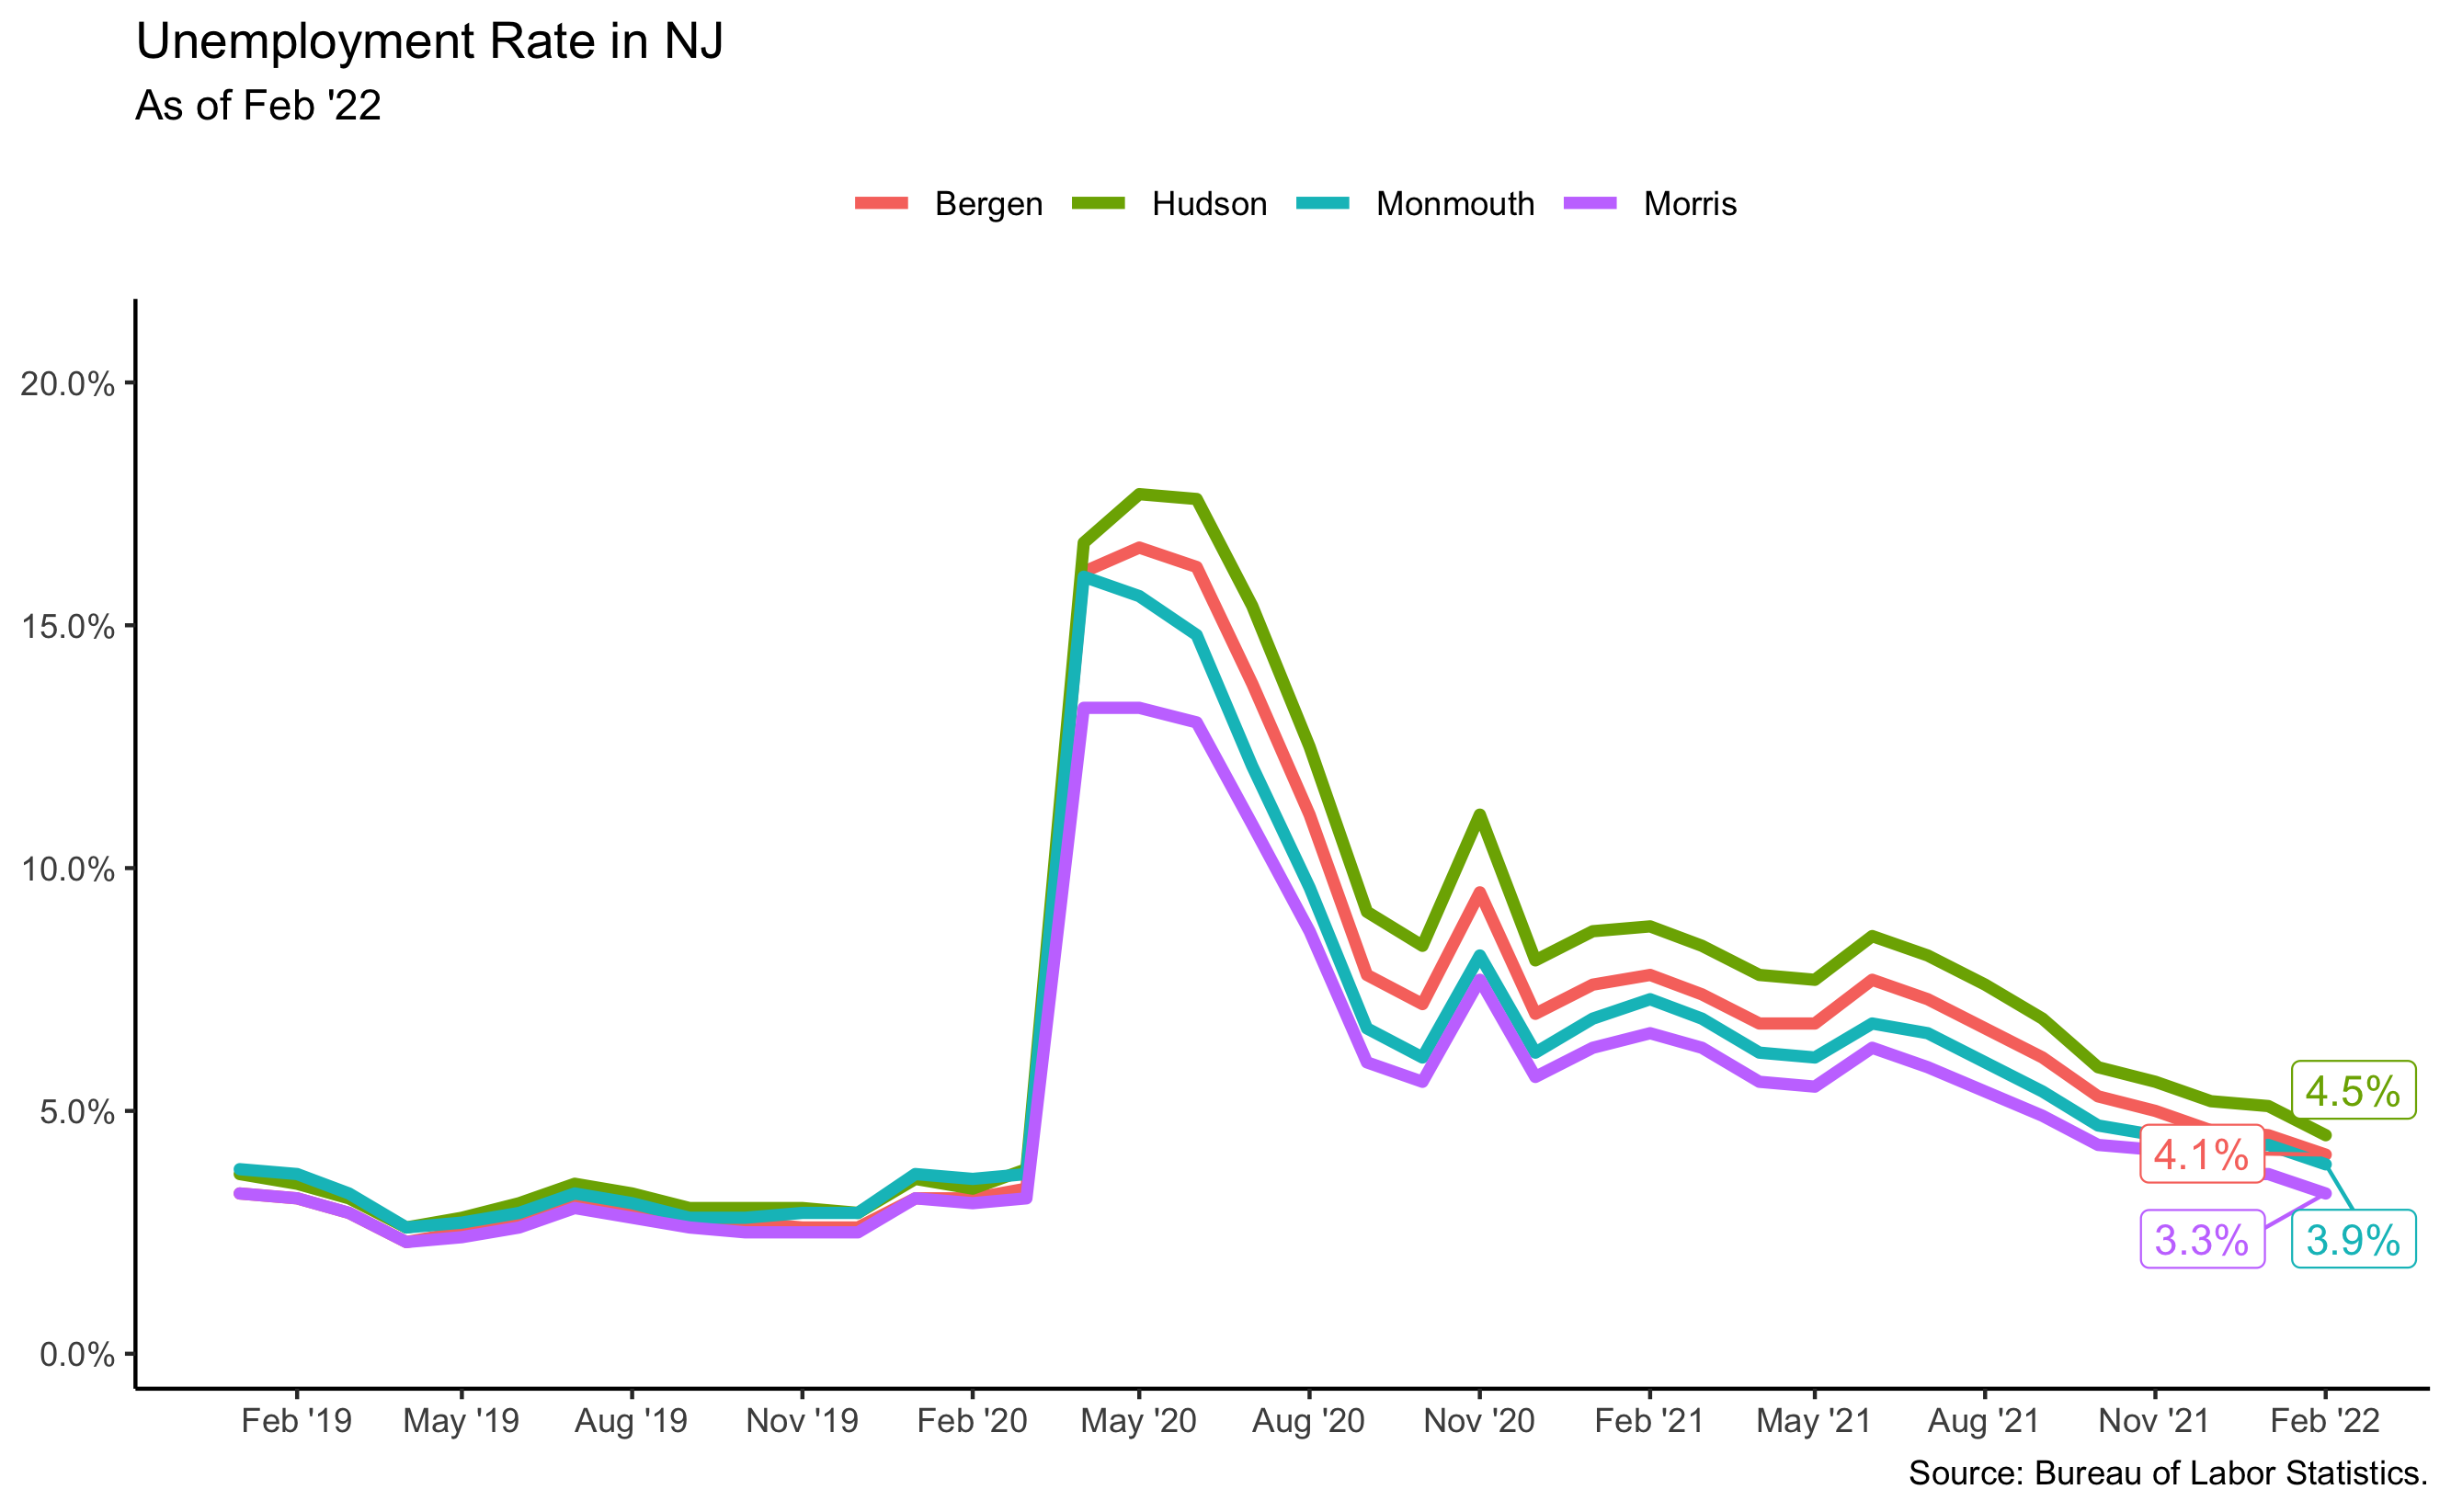 Unemployment Rate in NJ
As of Feb '22
Bergen Hudson Monmouth Morris
20.0%
15.0%
10.0%
5.0%
0.0%
4.5%
4.1%
3.3% 3.9%
Feb '19 May '19 Aug '19 Nov '19 Feb '20 May '20 Aug '20 Nov '20 Feb '21 May '21 Aug '21 Nov '21 Feb '22
Source: Bureau of Labor Statistics.